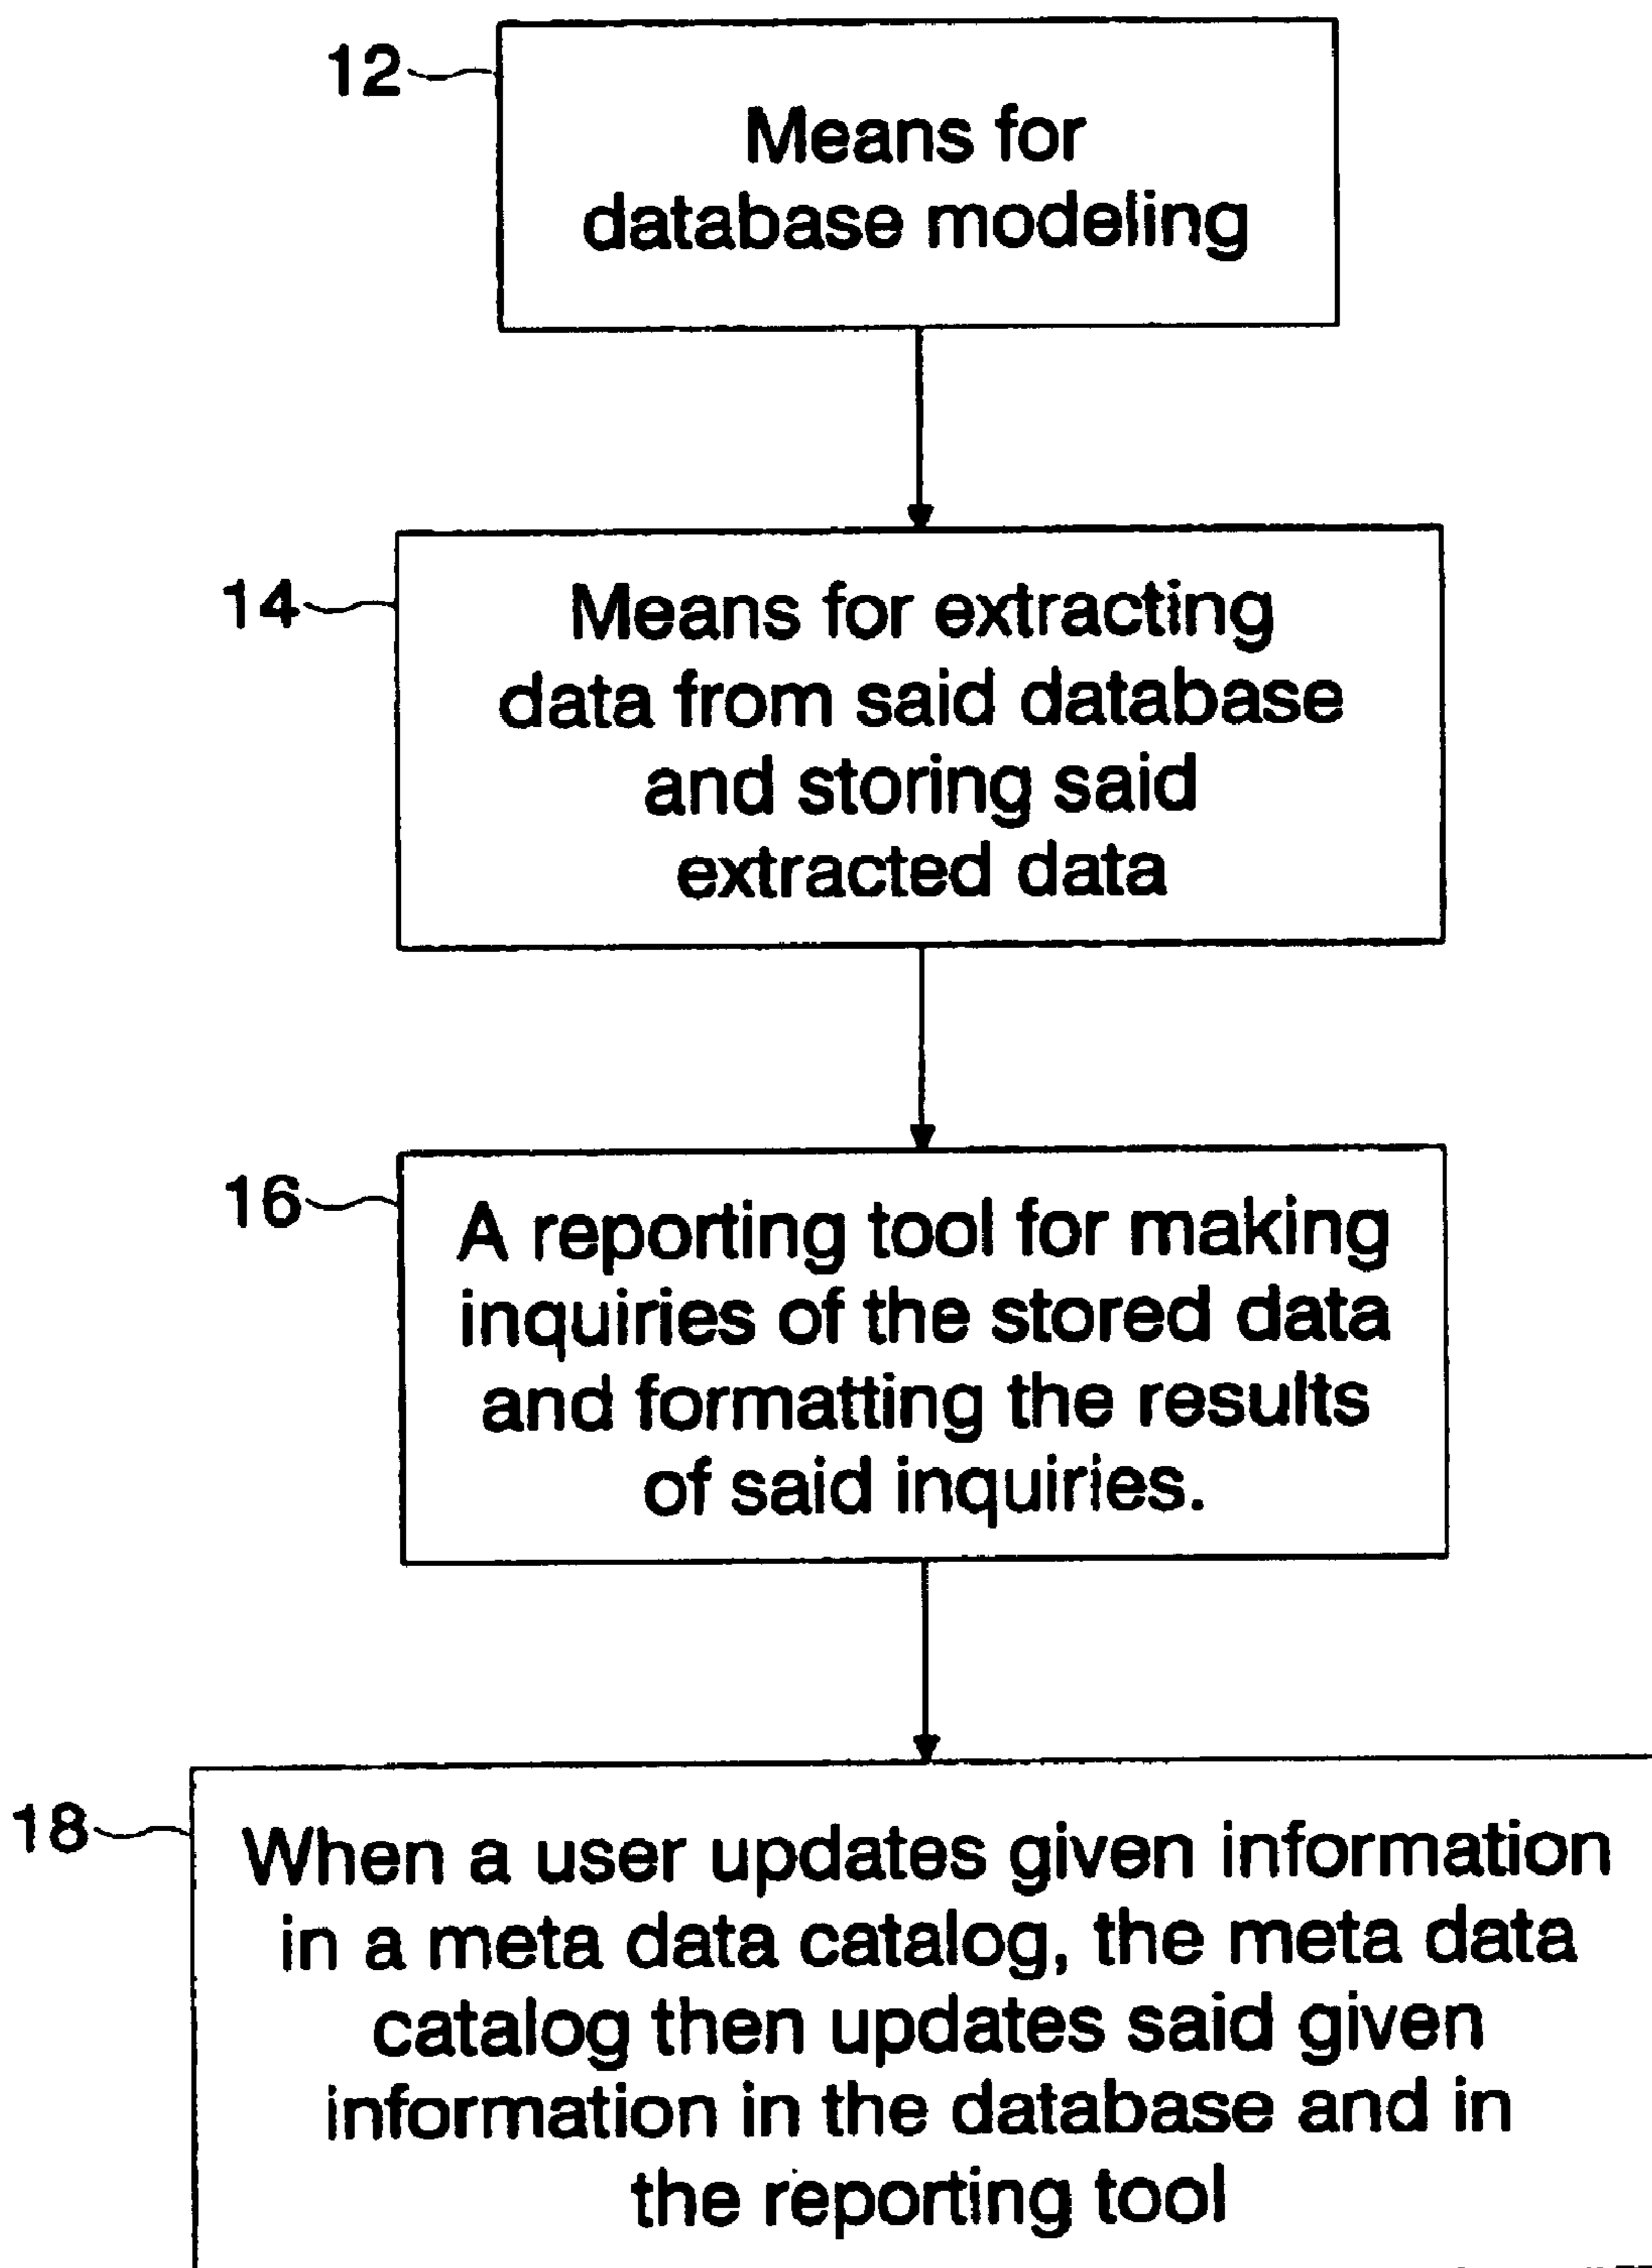 12
Means for
database modeling
14
Means for extracting
data from said database
and storing said
extracted data
16
A reporting tool for making
inquiries of the stored data
and formatting the results
of said inquiries.
18
When a user updates given information
in a meta data catalog, the meta data
catalog then updates said given
information in the database and in
the reporting tool